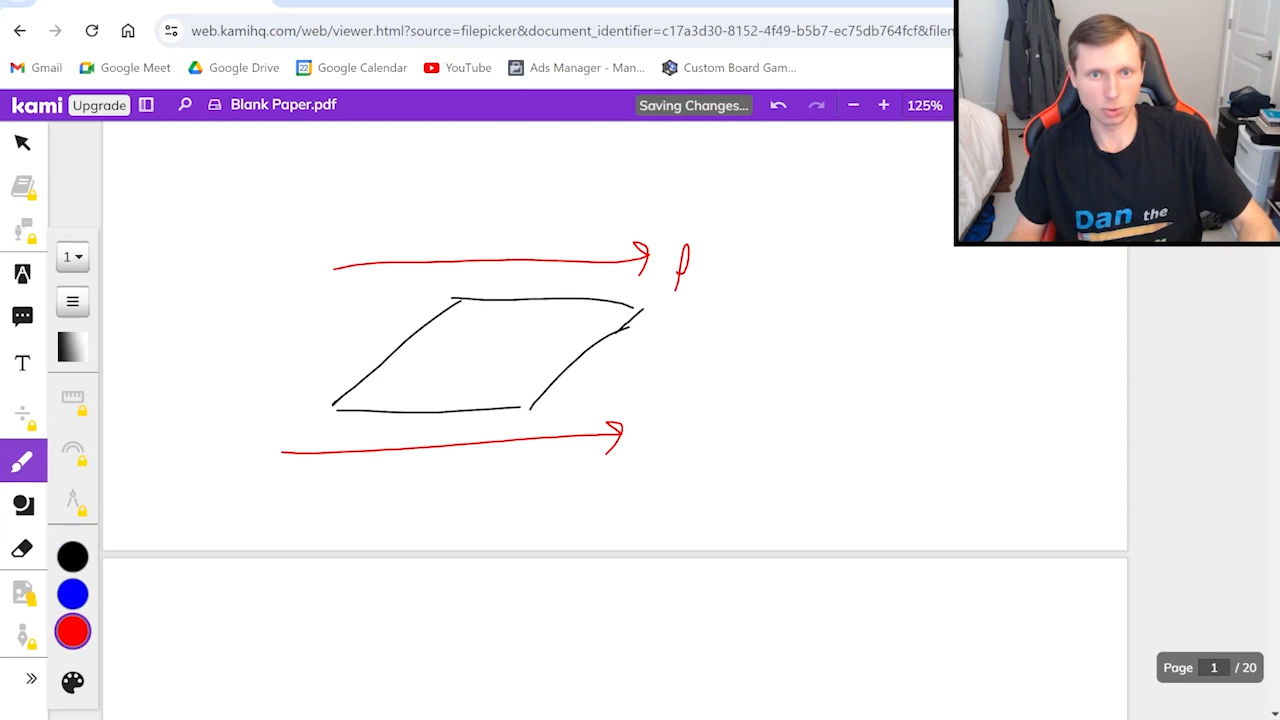 web.kamihq.com/web/viewer.html?source=filepicker&document_identifier=c17a3d30-8152-4f49-b5b7-ec75db764fcf&filen
Gmail
Google Meet
Google Drive
22
Google Calendar
YouTube
Ads Manager - Man...
Custom Board Gam...
kami
Upgrade
Blank Paper.pdf
Saving Changes...
125%
Dan the
1
T
p
Page 1 / 20